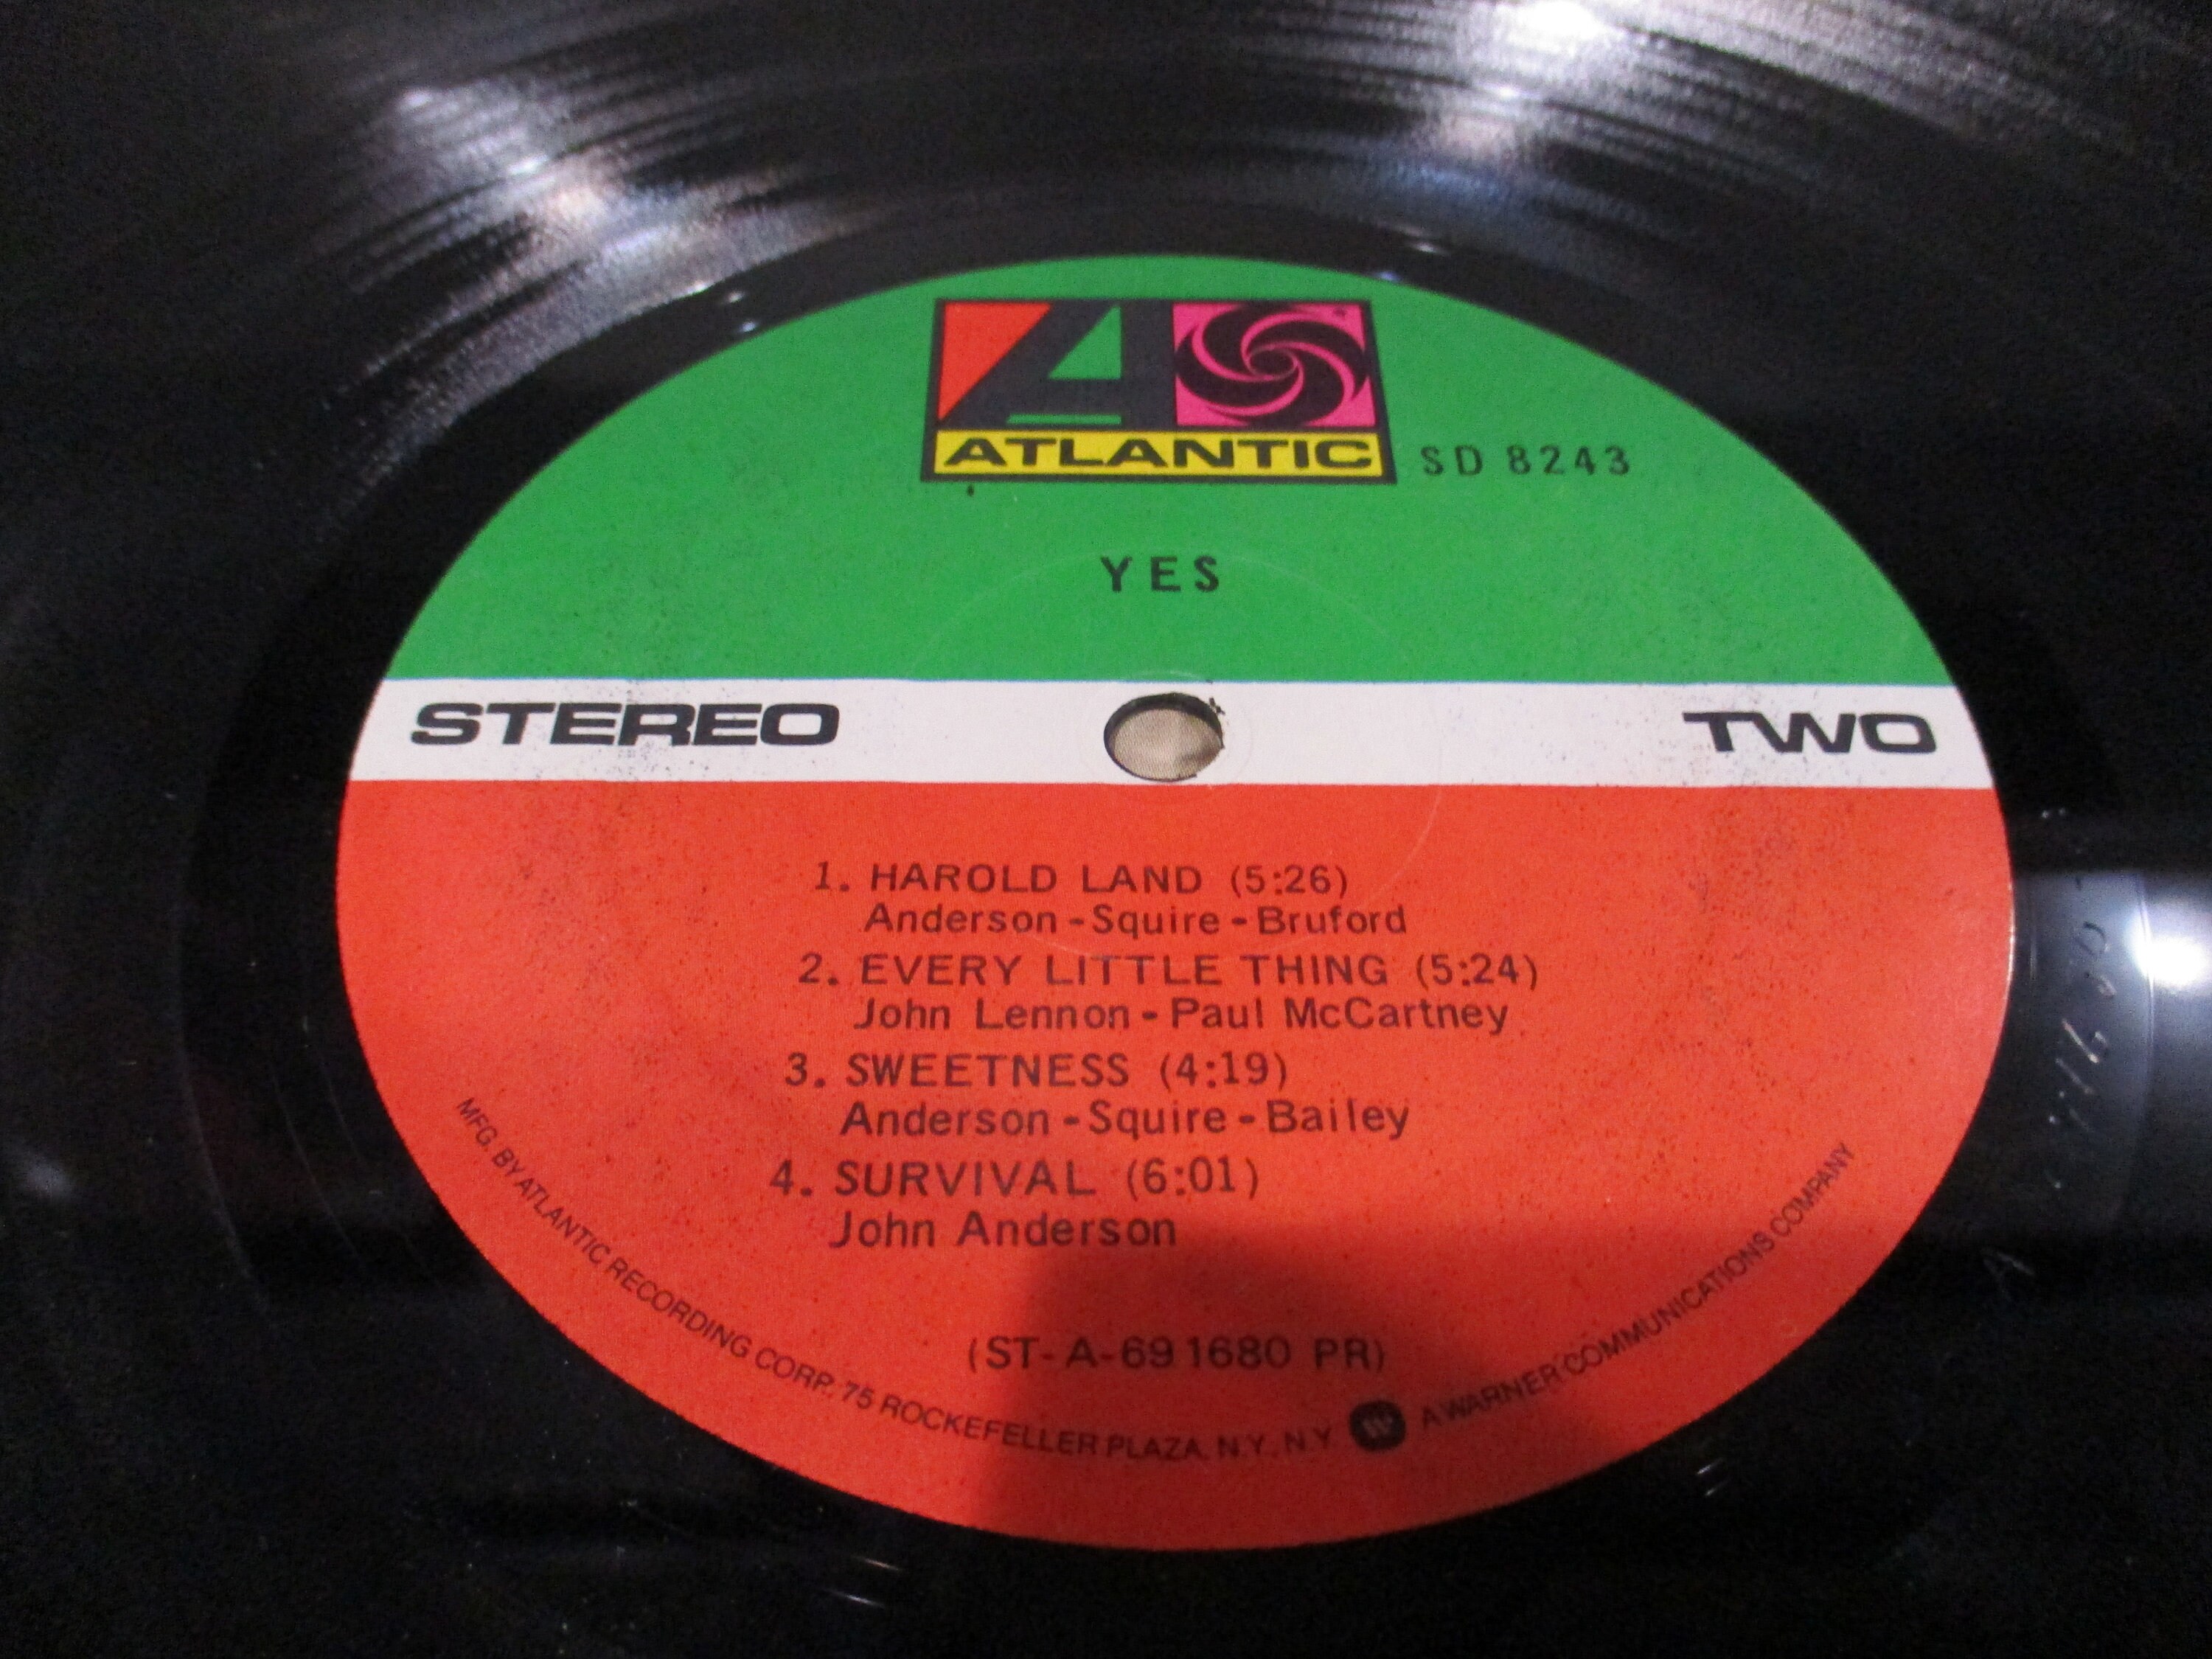 ATLANTIC
SD 8243
YES
STEREO
TWO
1. HAROLD LAND (5:26)
Anderson - Squire - Bruford
2. EVERY LITTLE THING (5:24)
John Lennon - Paul McCartney
3. SWEETNESS (4:19)
Anderson - Squire - Bailey
4. SURVIVAL (6:01)
John Anderson
(ST-A-691680 PR)
MFG. BY ATLANTIC RECORDING CORP. 75 ROCKEFELLER PLAZA, N.Y., N.Y. A WARNER COMMUNICATIONS COMPANY